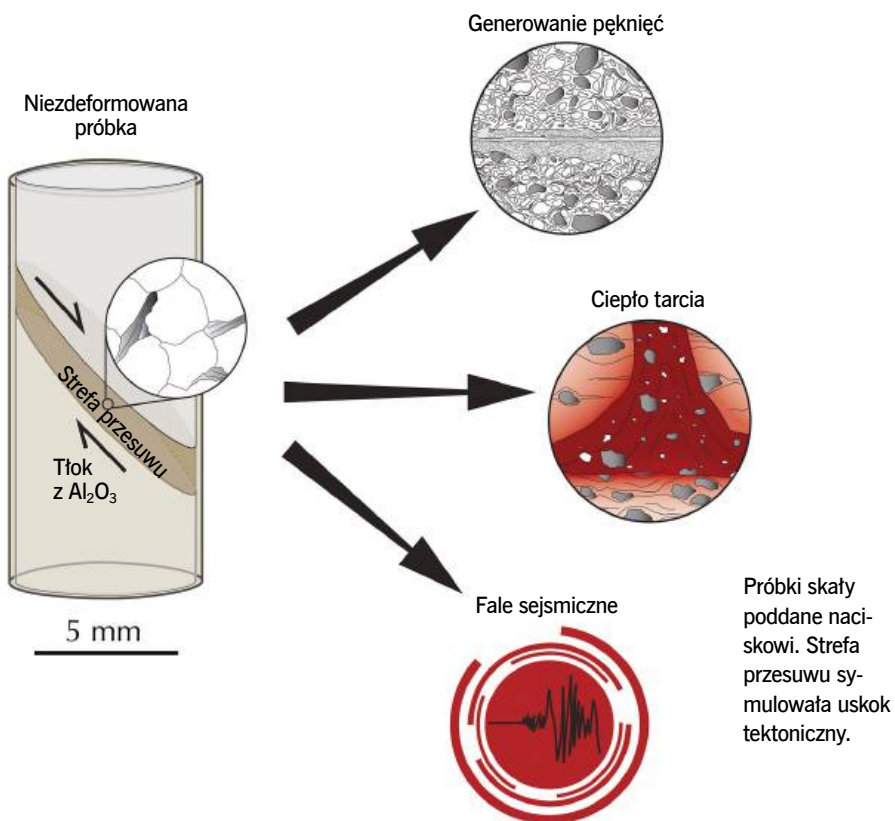 Generowanie pęknięć
Niezdeformowana
próbka
Ciepło tarcia
Strefa przesuwu
Tłok
z Al₂O₃
5 mm
Fale sejsmiczne
Próbki skały
poddane naci-
skowi. Strefa
przesuwu sy-
mulowała uskok
tektoniczny.